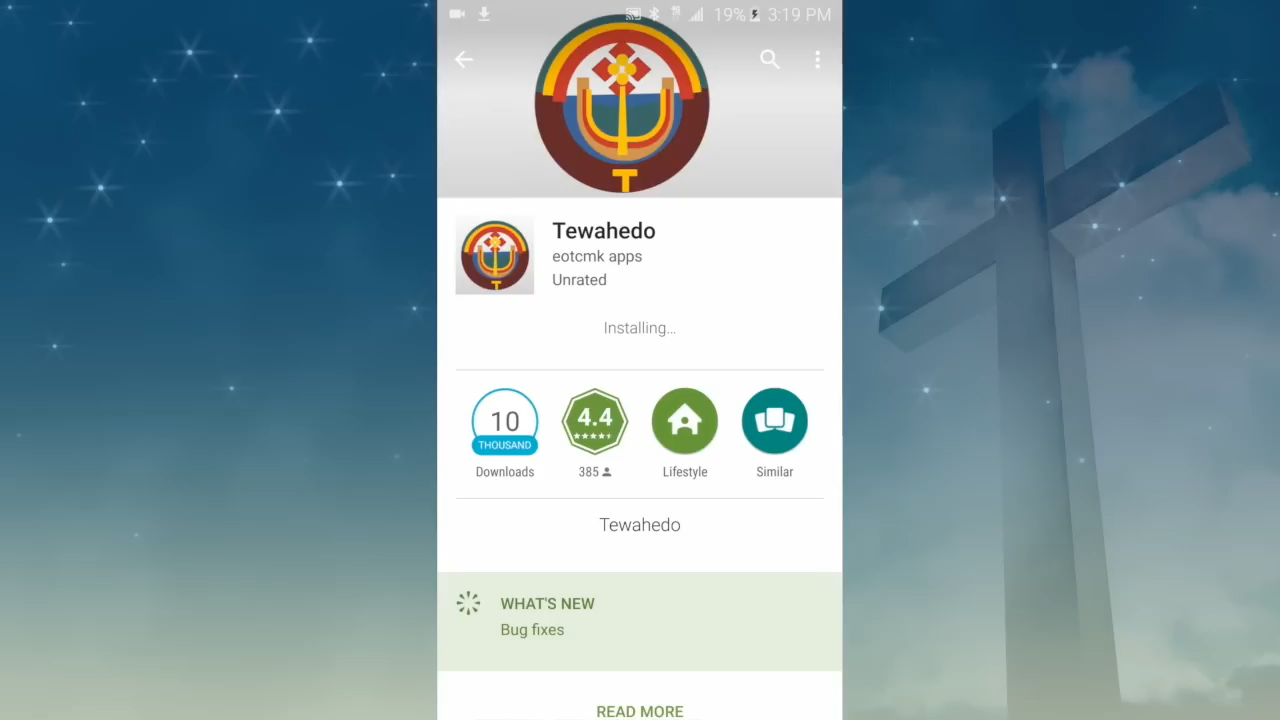 19% 3:19 PM
T
Tewahedo
eotcmk apps
Unrated
Installing...
10
THOUSAND
Downloads
4.4
385
Lifestyle
Similar
Tewahedo
WHAT'S NEW
Bug fixes
READ MORE